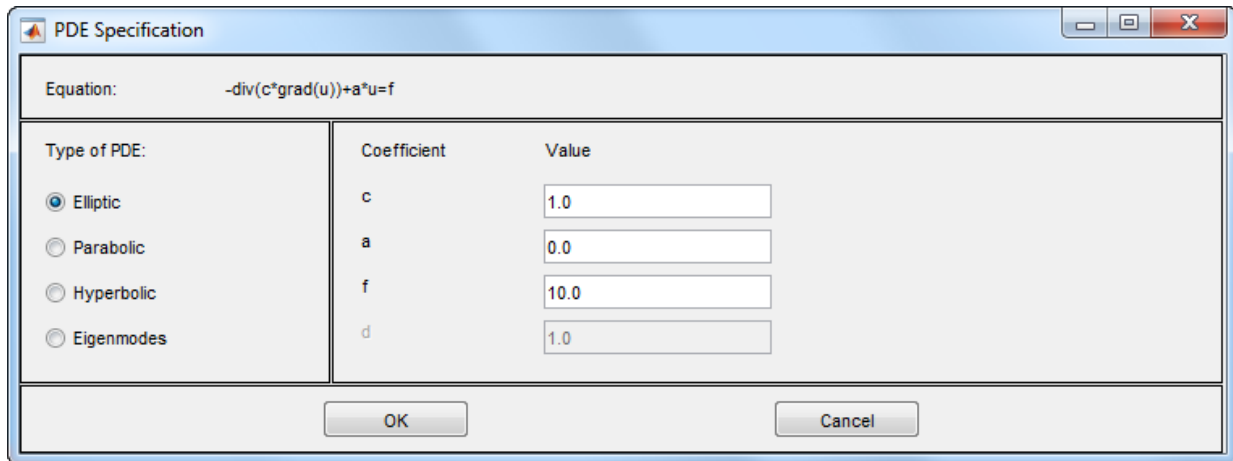 PDE Specification
Equation: -div(c*grad(u))+a*u=f
Type of PDE:
Elliptic
Parabolic
Hyperbolic
Eigenmodes
Coefficient Value
c 1.0
a 0.0
f 10.0
d 1.0
OK Cancel